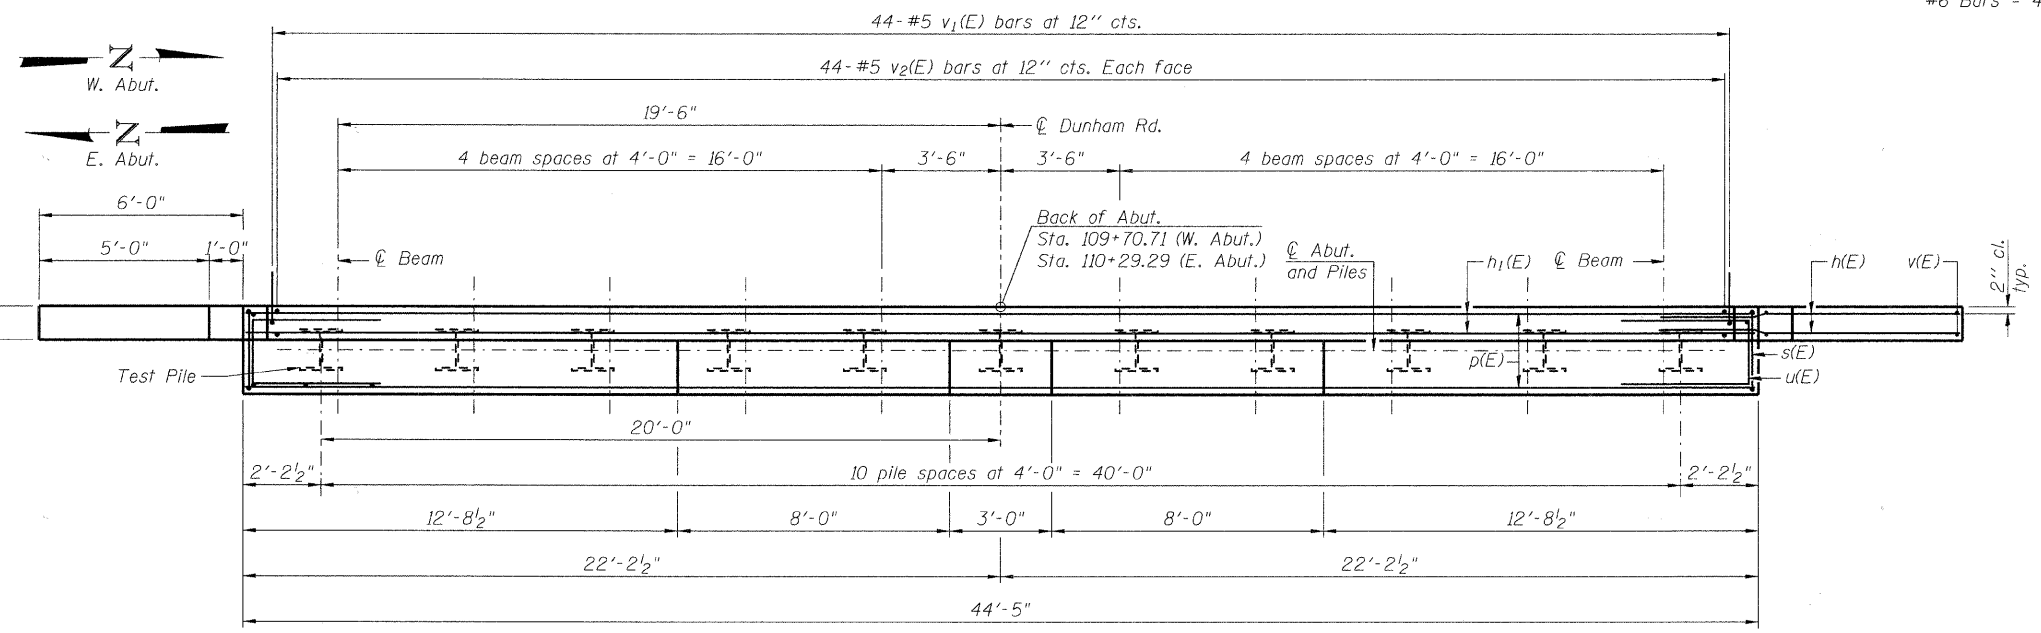 #6 Bars = 4
44-#5 v1(E) bars at 12" cts.
44-#5 v2(E) bars at 12" cts. Each face
Z
W. Abut.
Z
E. Abut.
19'-6"
℄ Dunham Rd.
4 beam spaces at 4'-0" = 16'-0"
3'-6"
3'-6"
4 beam spaces at 4'-0" = 16'-0"
6'-0"
5'-0"
1'-0"
℄ Beam
Back of Abut.
Sta. 109+70.71 (W. Abut.)
Sta. 110+29.29 (E. Abut.)
℄ Abut.
and Piles
h1(E)
℄ Beam
h(E)
v(E)
2" cl.
typ.
Test Pile
p(E)
s(E)
u(E)
20'-0"
2'-2½"
10 pile spaces at 4'-0" = 40'-0"
2'-2½"
12'-8½"
8'-0"
3'-0"
8'-0"
12'-8½"
22'-2½"
22'-2½"
44'-5"